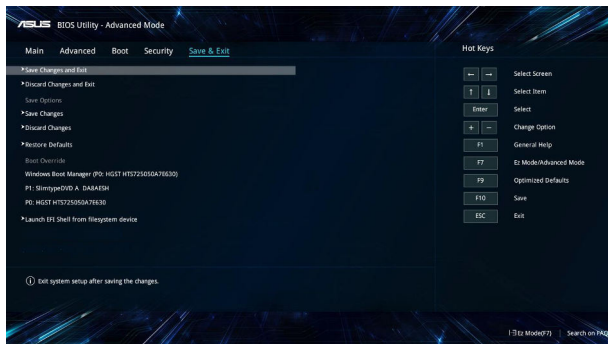 ASUS BIOS Utility - Advanced Mode
Main Advanced Boot Security Save & Exit
Hot Keys
Save Changes and Exit
Discard Changes and Exit
Save Options
Save Changes
Discard Changes
Restore Defaults
Boot Override
Windows Boot Manager (P0: HGST HTS725050A7E630)
P1: SlimtypeDVD A DA8AESH
P0: HGST HTS725050A7E630
Launch EFI Shell from filesystem device
← → Select Screen
↑ ↓ Select Item
Enter Select
+ − Change Option
F1 General Help
F7 Ez Mode/Advanced Mode
F9 Optimized Defaults
F10 Save
ESC Exit
Exit system setup after saving the changes.
Ez Mode(F7) | Search on FAQ